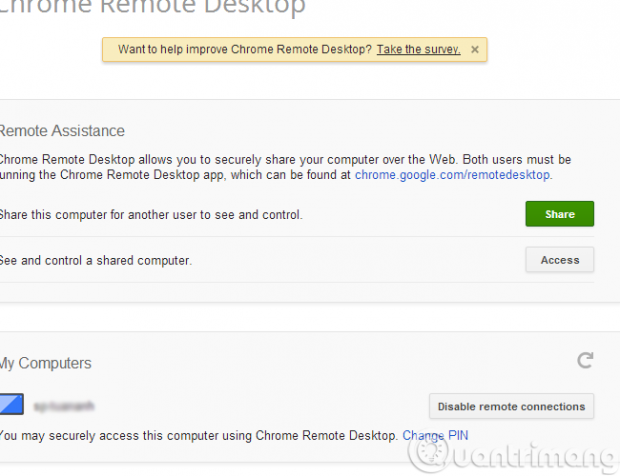 Chrome Remote Desktop
Want to help improve Chrome Remote Desktop? Take the survey. ×
Remote Assistance
Chrome Remote Desktop allows you to securely share your computer over the Web. Both users must be
running the Chrome Remote Desktop app, which can be found at chrome.google.com/remotedesktop.
Share this computer for another user to see and control.
Share
See and control a shared computer.
Access
My Computers
Disable remote connections
You may securely access this computer using Chrome Remote Desktop. Change PIN
Quantrimang